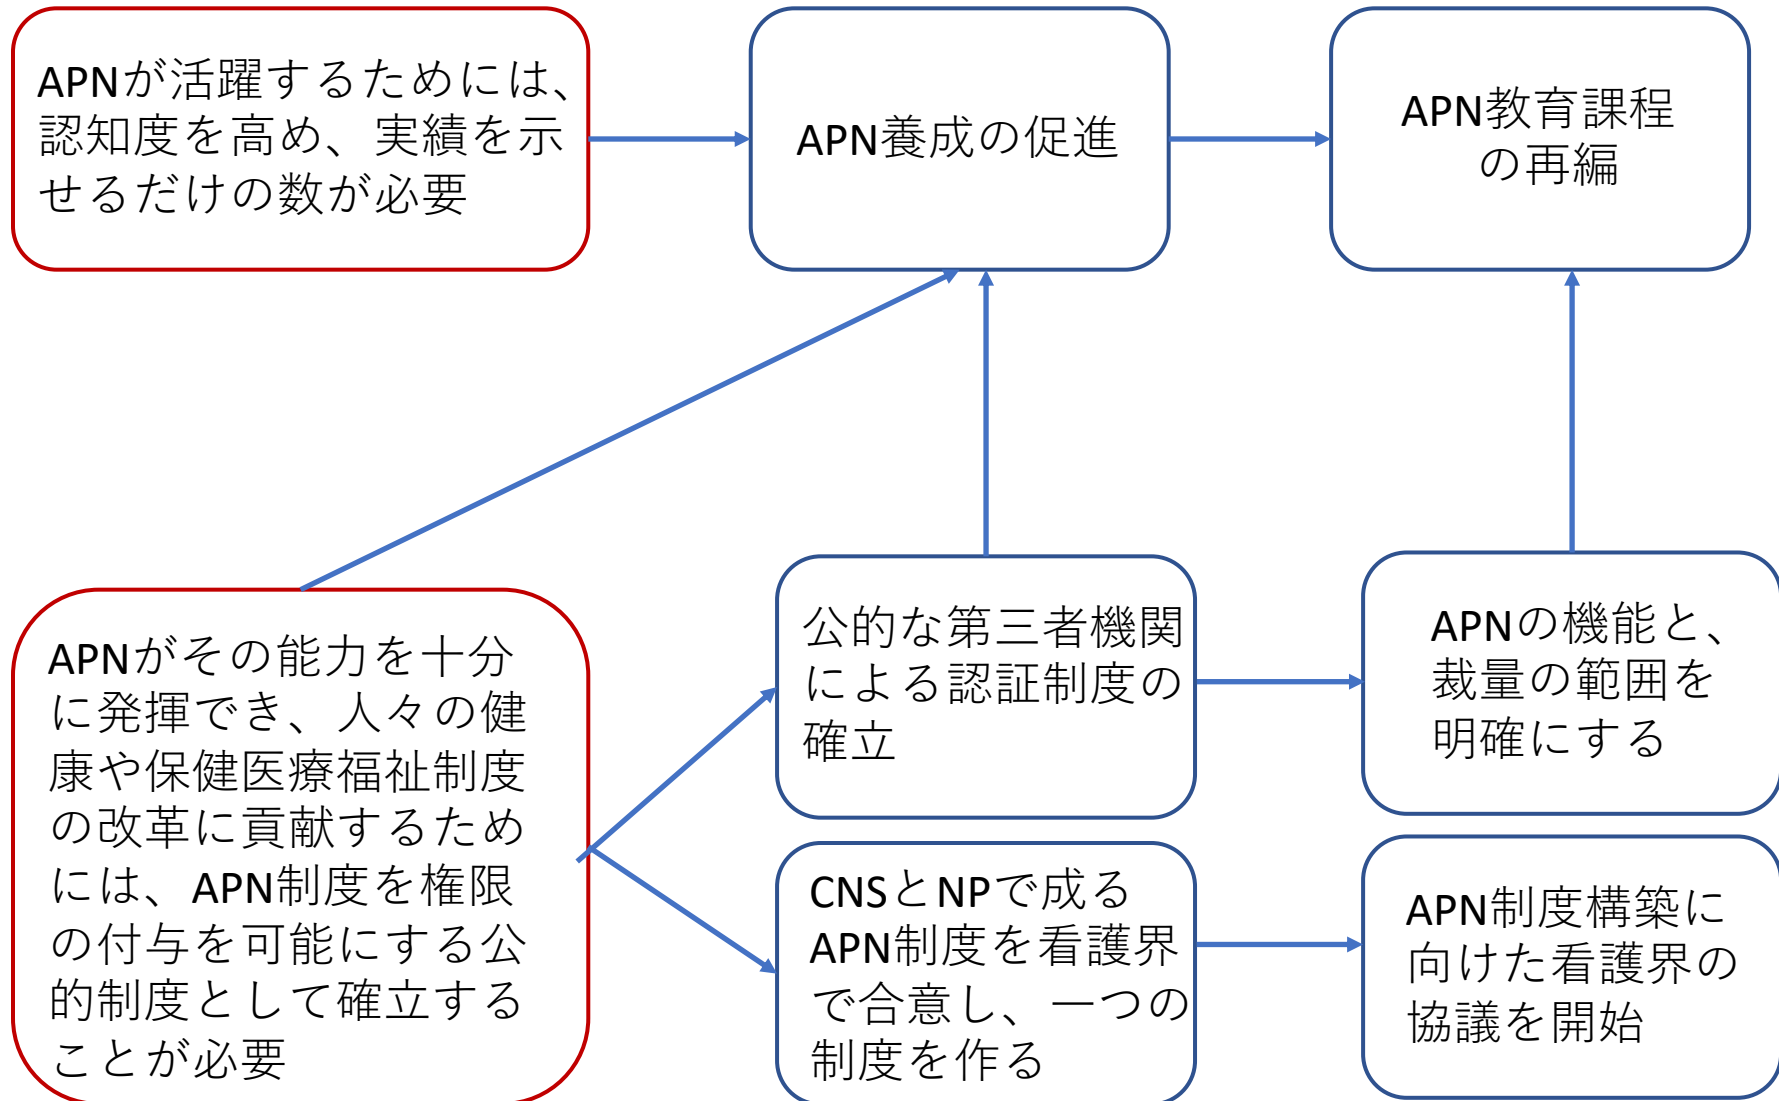 APNが活躍するためには、
認知度を高め、実績を示
せるだけの数が必要
APN養成の促進
APN教育課程
の再編
APNがその能力を十分
に発揮でき、人々の健
康や保健医療福祉制度
の改革に貢献するため
には、APN制度を権限
の付与を可能にする公
的制度として確立する
ことが必要
公的な第三者機関
による認証制度の
確立
APNの機能と、
裁量の範囲を
明確にする
CNSとNPで成る
APN制度を看護界
で合意し、一つの
制度を作る
APN制度構築に
向けた看護界の
協議を開始